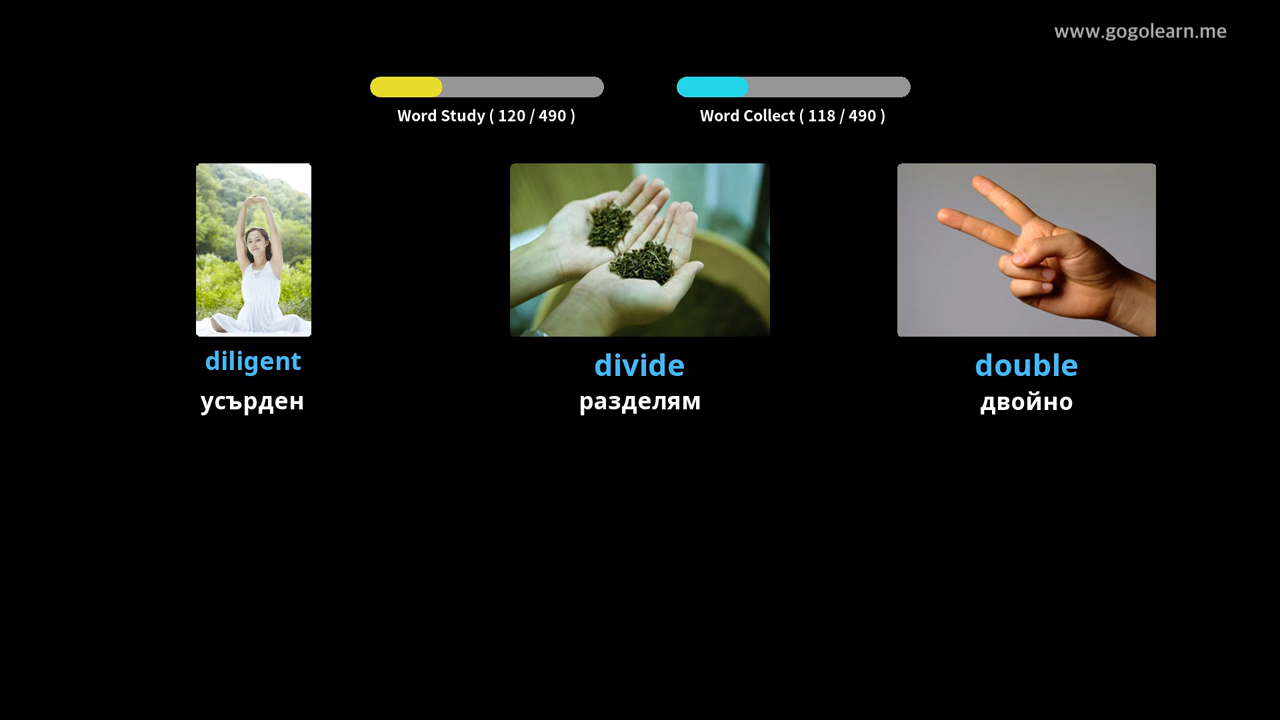 www.gogolearn.me
Word Study ( 120 / 490 )
Word Collect ( 118 / 490 )
diligent
усърден
divide
разделям
double
двойно